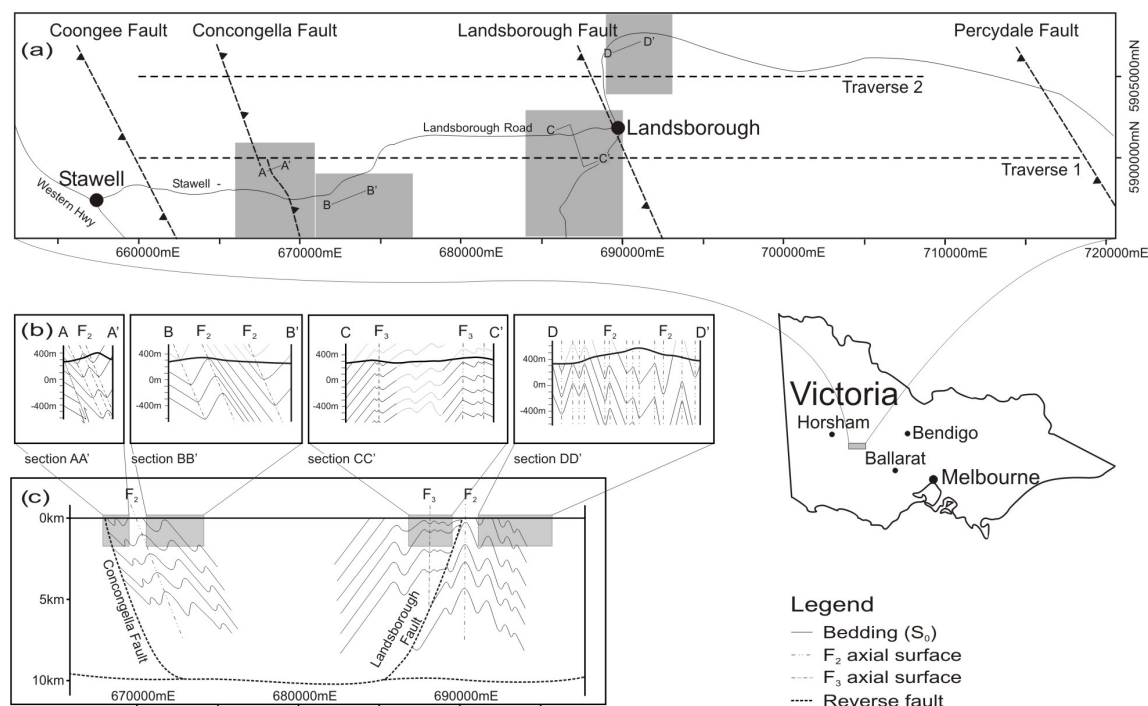 (a)
Coongee Fault
Concongella Fault
Landsborough Fault
Percydale Fault
D D'
Traverse 2
5905000mN
Landsborough Road
C
Landsborough
A A'
C'
5900000mN
Traverse 1
Stawell
Stawell -
B B'
Western Hwy
660000mE 670000mE 680000mE 690000mE 700000mE 710000mE 720000mE
(b)
A F₂ A'
400m
0m
-400m
section AA'
B F₂ F₂ B'
400m
0m
-400m
section BB'
C F₃ F₃ C'
400m
0m
-400m
section CC'
D F₂ F₂ D'
400m
0m
-400m
section DD'
(c)
F₂
F₃ F₂
0km
5km
10km
Concongella Fault
Landsborough
Fault
670000mE 680000mE 690000mE
Victoria
Horsham
Bendigo
Ballarat
Melbourne
Legend
Bedding (S₀)
F₂ axial surface
F₃ axial surface
Reverse fault